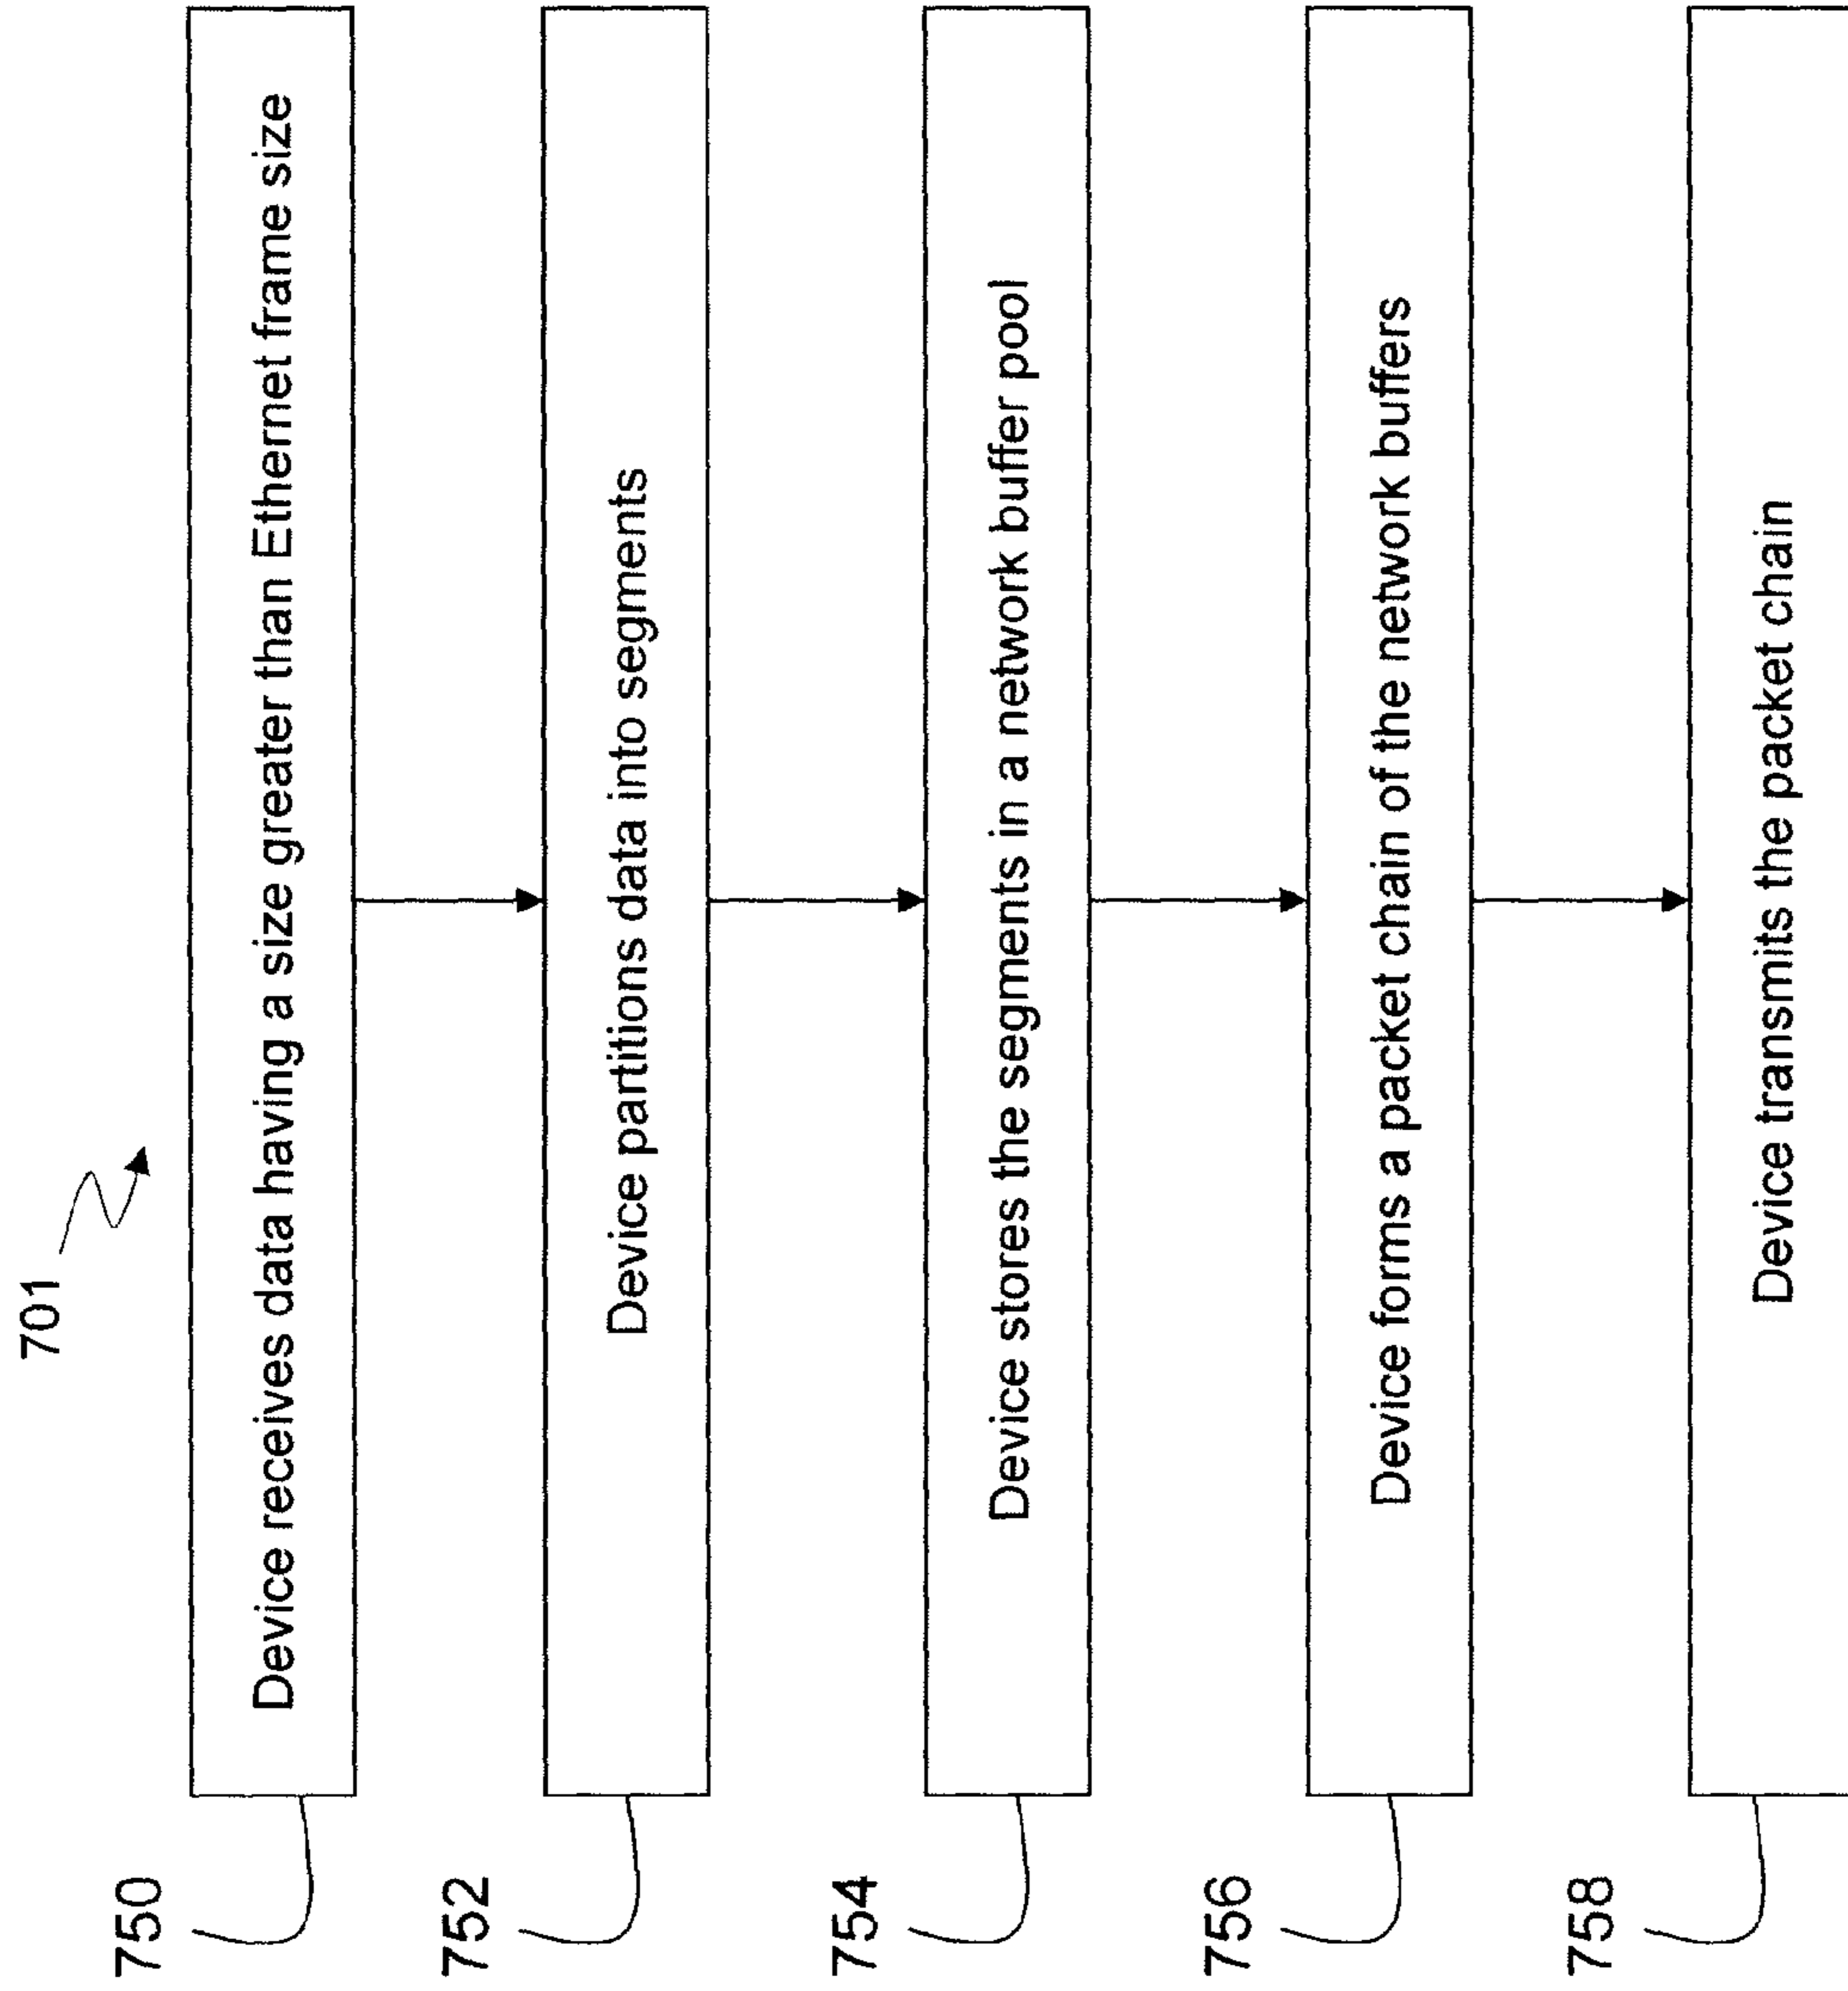 701
750
Device receives data having a size greater than Ethernet frame size
752
Device partitions data into segments
754
Device stores the segments in a network buffer pool
756
Device forms a packet chain of the network buffers
758
Device transmits the packet chain